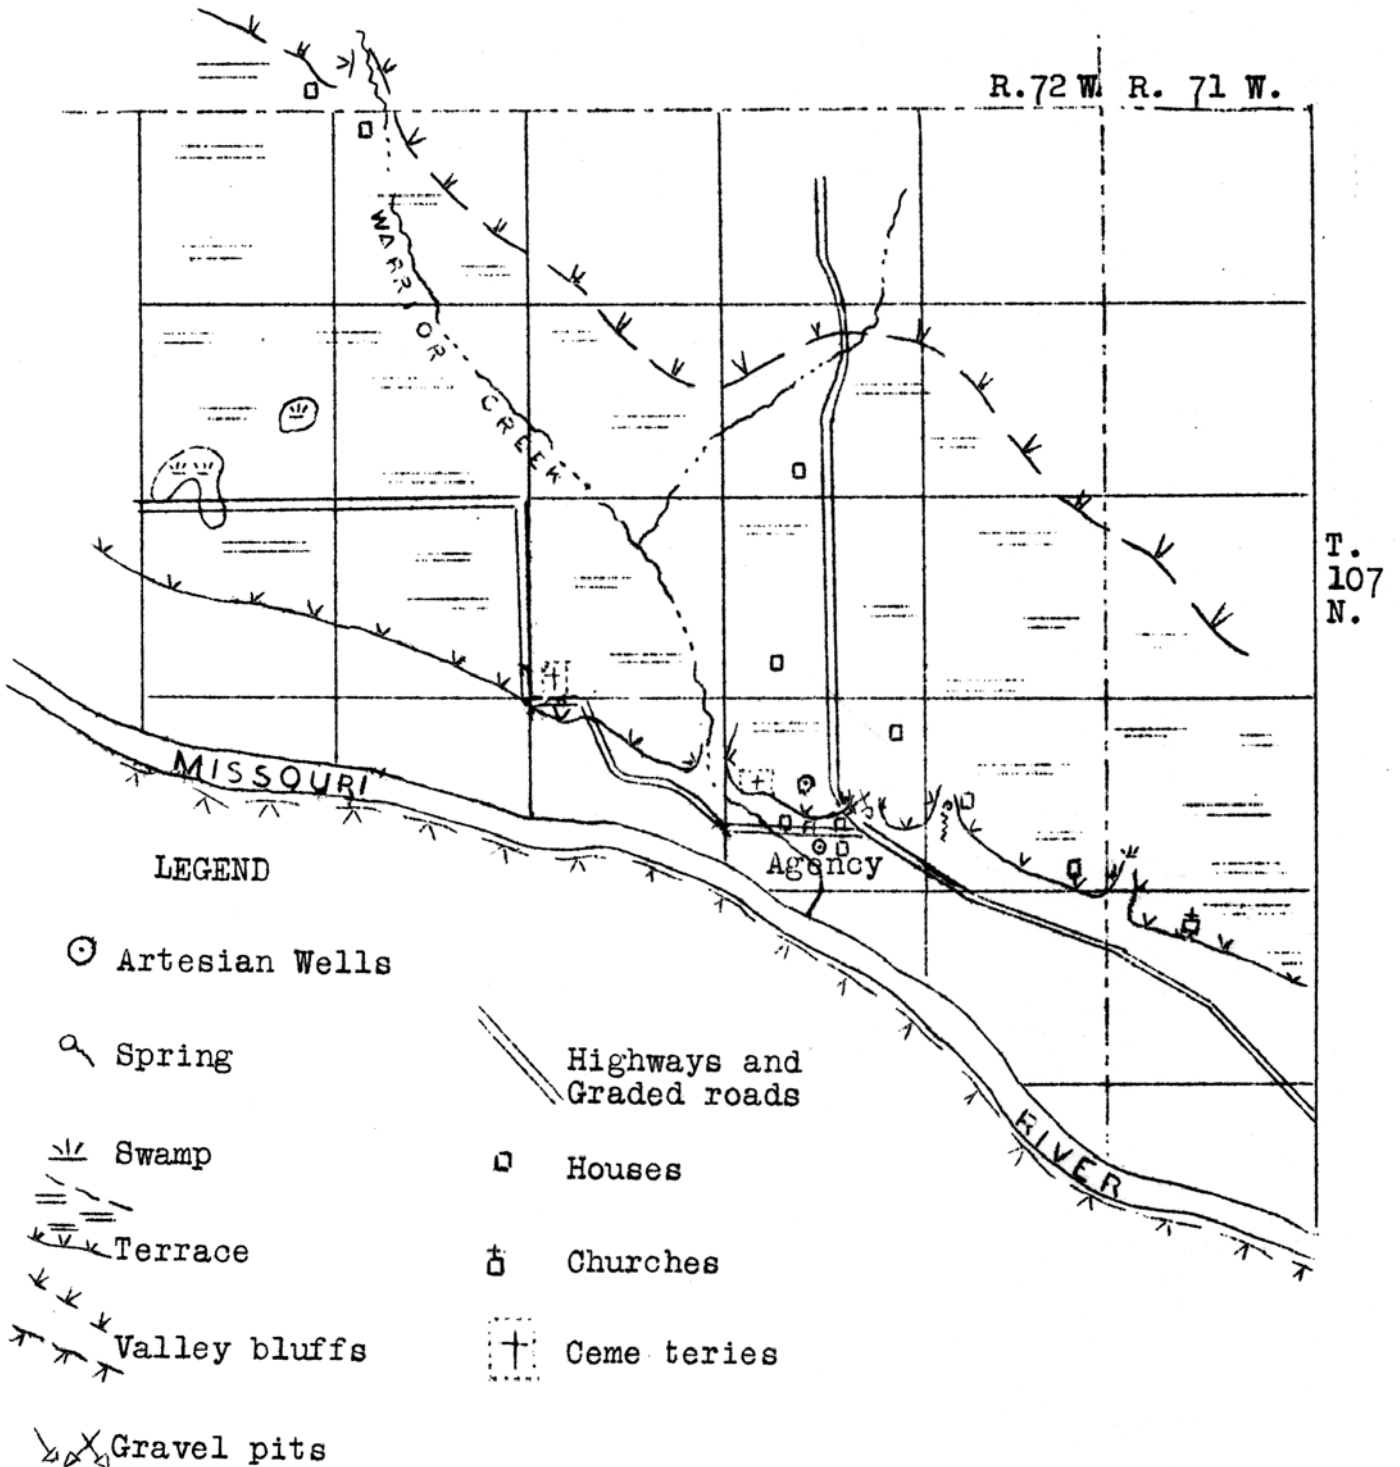 R.72 W. R. 71 W.
WARRIOR CREEK
T.
107
N.
MISSOURI RIVER
Agency
LEGEND
Artesian Wells
Spring
Swamp
Terrace
Valley bluffs
Gravel pits
Highways and
Graded roads
Houses
Churches
Ceme teries